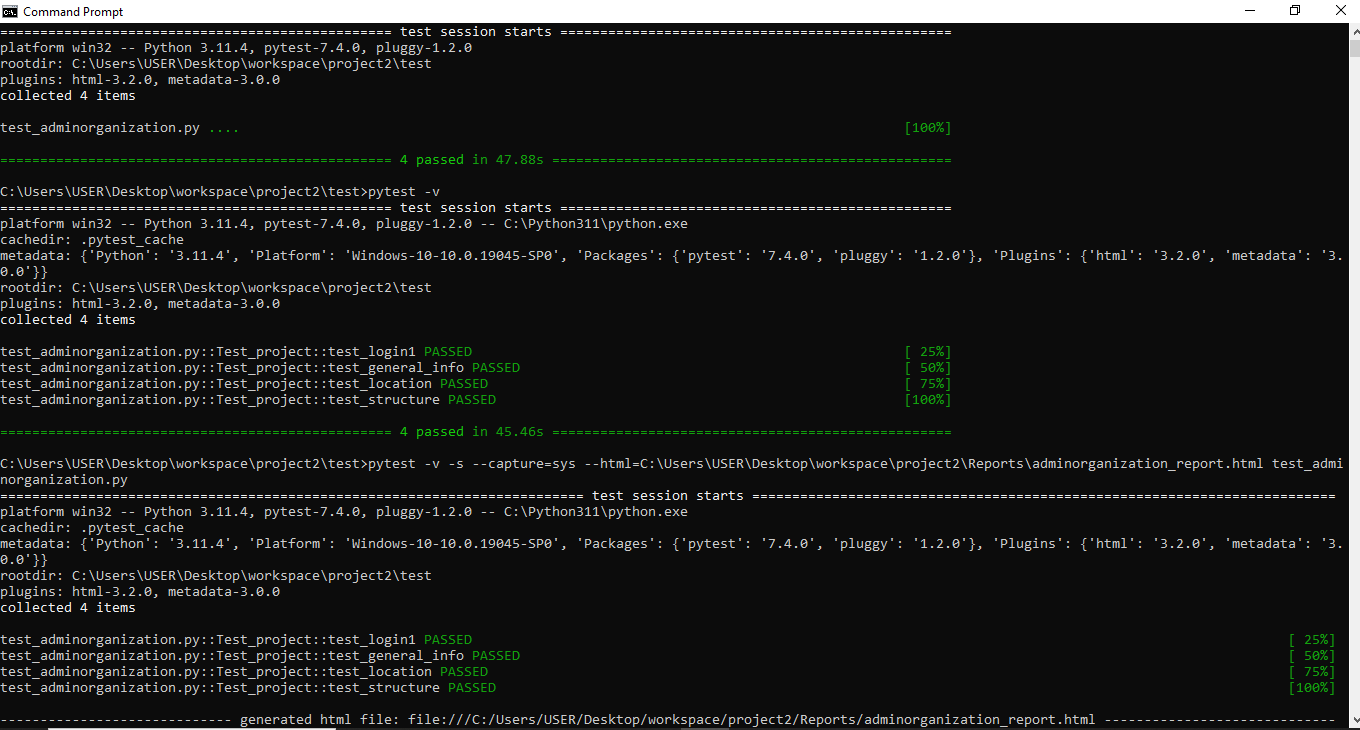 Command Prompt
================================================= test session starts =================================================
platform win32 -- Python 3.11.4, pytest-7.4.0, pluggy-1.2.0
rootdir: C:\Users\USER\Desktop\workspace\project2\test
plugins: html-3.2.0, metadata-3.0.0
collected 4 items
test_adminorganization.py .... [100%]
================================================= 4 passed in 47.88s ==================================================
C:\Users\USER\Desktop\workspace\project2\test>pytest -v
================================================= test session starts =================================================
platform win32 -- Python 3.11.4, pytest-7.4.0, pluggy-1.2.0 -- C:\Python311\python.exe
cachedir: .pytest_cache
metadata: {'Python': '3.11.4', 'Platform': 'Windows-10-10.0.19045-SP0', 'Packages': {'pytest': '7.4.0', 'pluggy': '1.2.0'}, 'Plugins': {'html': '3.2.0', 'metadata': '3.
0.0'}}
rootdir: C:\Users\USER\Desktop\workspace\project2\test
plugins: html-3.2.0, metadata-3.0.0
collected 4 items
test_adminorganization.py::Test_project::test_login1 PASSED [ 25%]
test_adminorganization.py::Test_project::test_general_info PASSED [ 50%]
test_adminorganization.py::Test_project::test_location PASSED [ 75%]
test_adminorganization.py::Test_project::test_structure PASSED [100%]
================================================= 4 passed in 45.46s ==================================================
C:\Users\USER\Desktop\workspace\project2\test>pytest -v -s --capture=sys --html=C:\Users\USER\Desktop\workspace\project2\Reports\adminorganization_report.html test_admi
norganization.py
========================================================================= test session starts =========================================================================
platform win32 -- Python 3.11.4, pytest-7.4.0, pluggy-1.2.0 -- C:\Python311\python.exe
cachedir: .pytest_cache
metadata: {'Python': '3.11.4', 'Platform': 'Windows-10-10.0.19045-SP0', 'Packages': {'pytest': '7.4.0', 'pluggy': '1.2.0'}, 'Plugins': {'html': '3.2.0', 'metadata': '3.
0.0'}}
rootdir: C:\Users\USER\Desktop\workspace\project2\test
plugins: html-3.2.0, metadata-3.0.0
collected 4 items
test_adminorganization.py::Test_project::test_login1 PASSED [ 25%]
test_adminorganization.py::Test_project::test_general_info PASSED [ 50%]
test_adminorganization.py::Test_project::test_location PASSED [ 75%]
test_adminorganization.py::Test_project::test_structure PASSED [100%]
----------------------------- generated html file: file:///C:/Users/USER/Desktop/workspace/project2/Reports/adminorganization_report.html -----------------------------